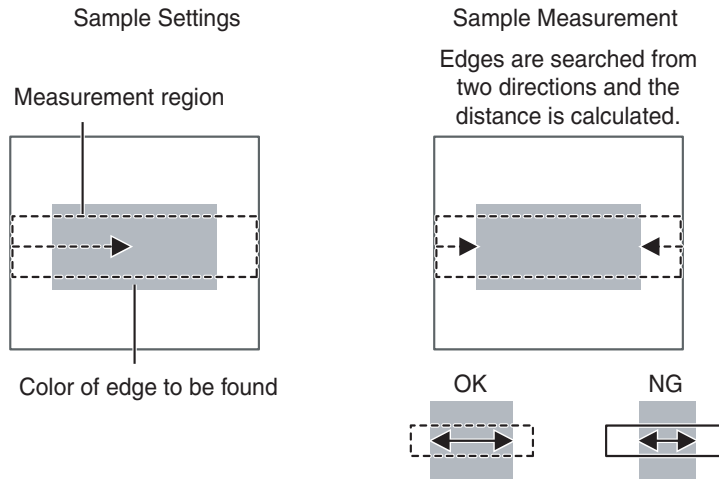 Sample Settings
Measurement region
Color of edge to be found
Sample Measurement
Edges are searched from
two directions and the
distance is calculated.
OK
NG